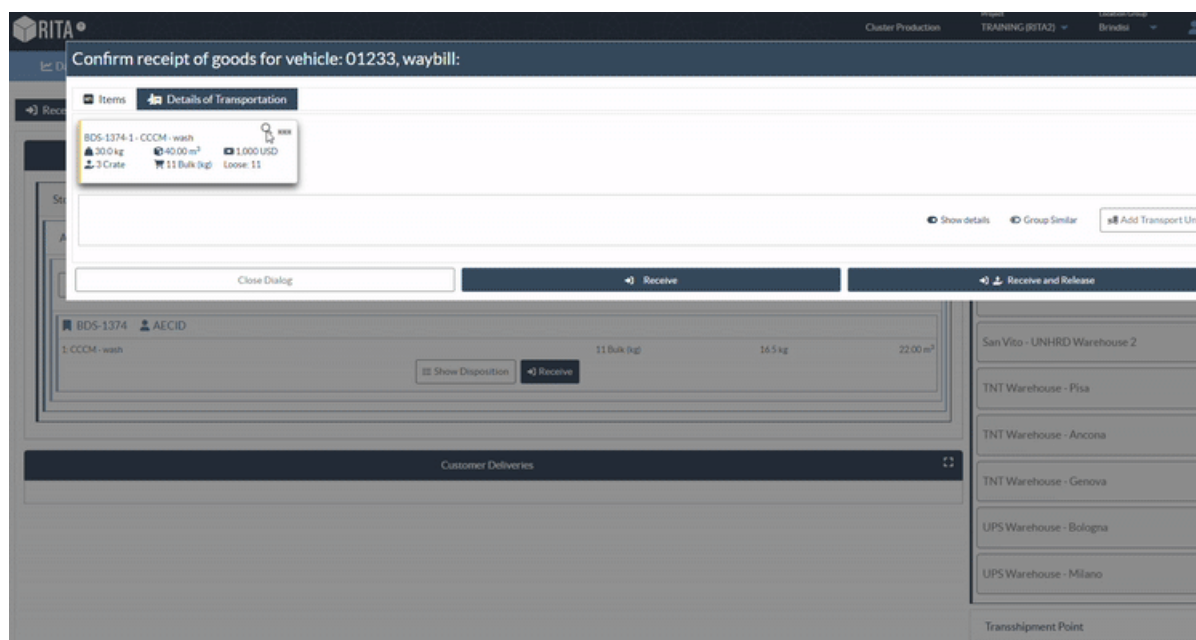 RITA
Cluster Production
Project
TRAINING (RITA2)
Location Group
Brindisi
Confirm receipt of goods for vehicle: 01233, waybill:
Items
Details of Transportation
Rece
BDS-1374-1 - CCCM - wash
30.0 kg
40.00 m³
1,000 USD
3 Crate
11 Bulk (kg)
Loose: 11
Show details
Group Similar
Add Transport Un
Close Dialog
Receive
Receive and Release
BDS-1374
AECID
1: CCCM - wash
11 Bulk (kg)
16.5 kg
22.00 m³
Show Disposition
Receive
San Vito - UNHRD Warehouse 2
TNT Warehouse - Pisa
TNT Warehouse - Ancona
Customer Deliveries
TNT Warehouse - Genova
UPS Warehouse - Bologna
UPS Warehouse - Milano
Transshipment Point